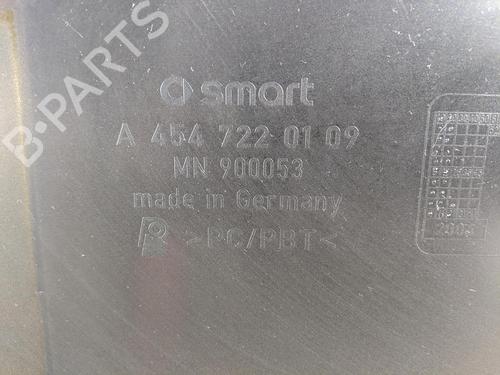 B-PARTS
smart
A 454 722 01 09
MN 900053
made in Germany
>PC/PBT<